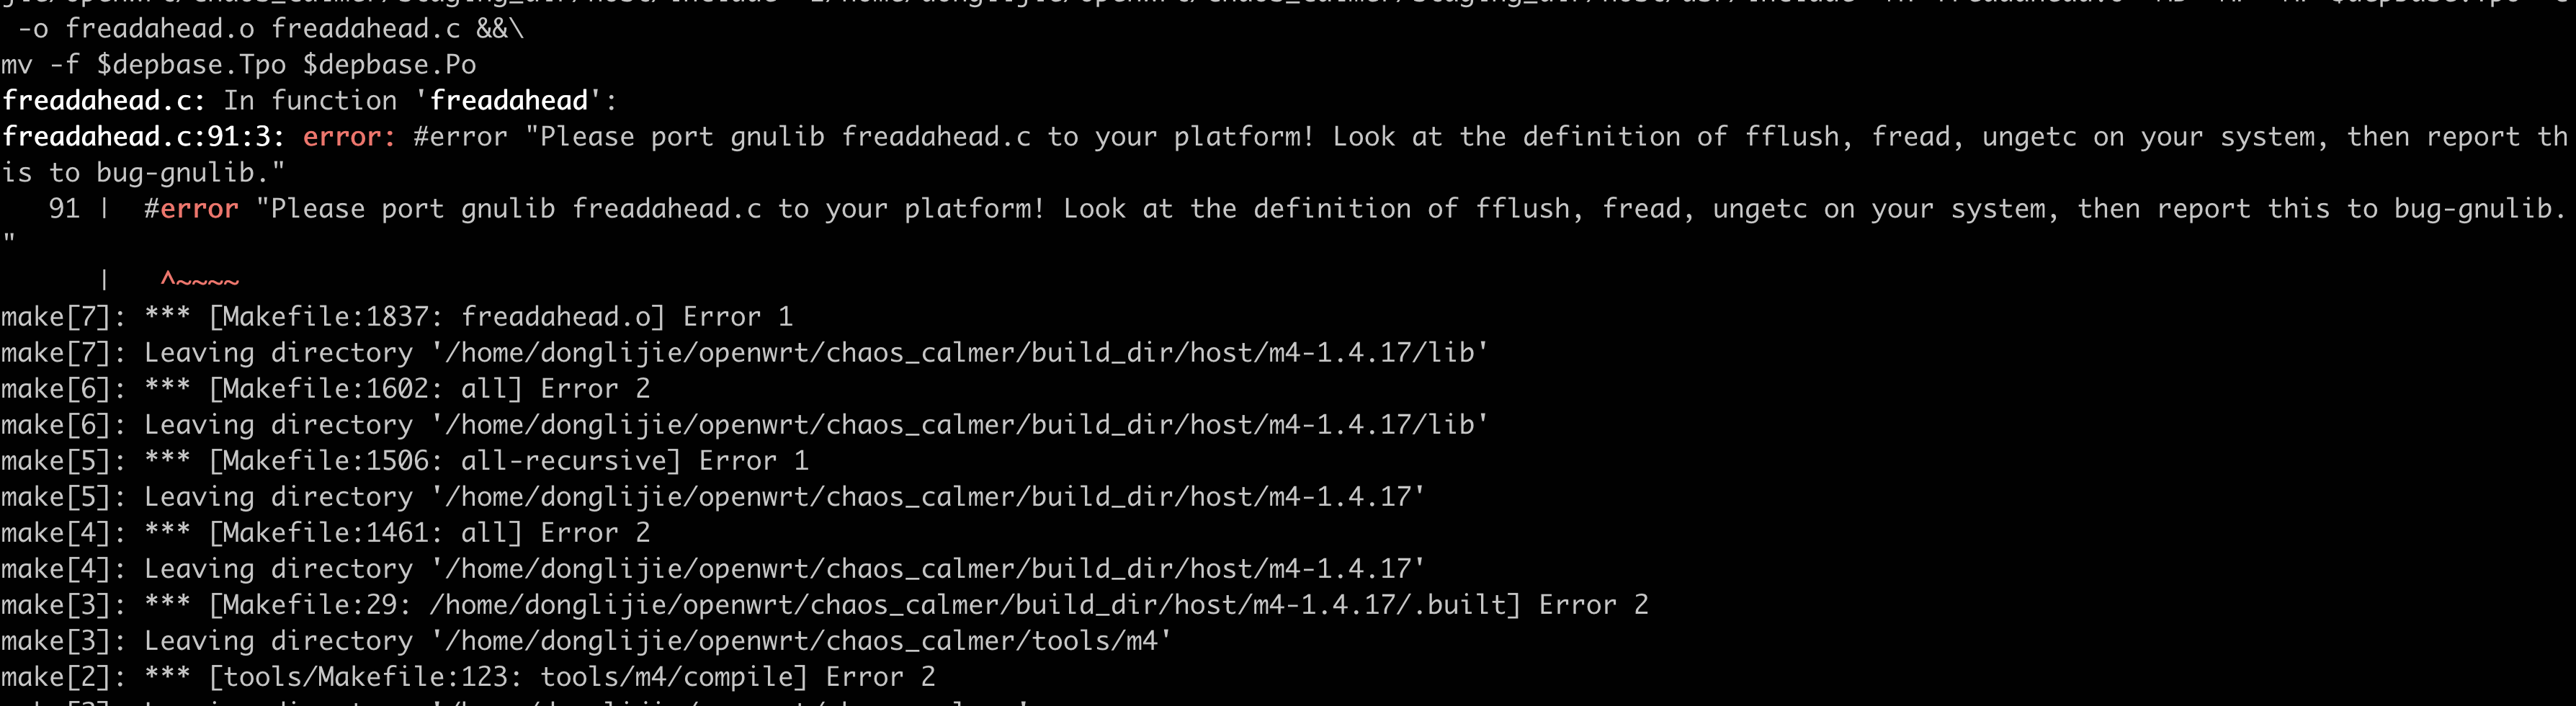 -o freadahead.o freadahead.c &&\
mv -f $depbase.Tpo $depbase.Po
freadahead.c: In function 'freadahead':
freadahead.c:91:3: error: #error "Please port gnulib freadahead.c to your platform! Look at the definition of fflush, fread, ungetc on your system, then report th
is to bug-gnulib."
   91 |  #error "Please port gnulib freadahead.c to your platform! Look at the definition of fflush, fread, ungetc on your system, then report this to bug-gnulib.
"
      |   ^~~~~
make[7]: *** [Makefile:1837: freadahead.o] Error 1
make[7]: Leaving directory '/home/donglijie/openwrt/chaos_calmer/build_dir/host/m4-1.4.17/lib'
make[6]: *** [Makefile:1602: all] Error 2
make[6]: Leaving directory '/home/donglijie/openwrt/chaos_calmer/build_dir/host/m4-1.4.17/lib'
make[5]: *** [Makefile:1506: all-recursive] Error 1
make[5]: Leaving directory '/home/donglijie/openwrt/chaos_calmer/build_dir/host/m4-1.4.17'
make[4]: *** [Makefile:1461: all] Error 2
make[4]: Leaving directory '/home/donglijie/openwrt/chaos_calmer/build_dir/host/m4-1.4.17'
make[3]: *** [Makefile:29: /home/donglijie/openwrt/chaos_calmer/build_dir/host/m4-1.4.17/.built] Error 2
make[3]: Leaving directory '/home/donglijie/openwrt/chaos_calmer/tools/m4'
make[2]: *** [tools/Makefile:123: tools/m4/compile] Error 2